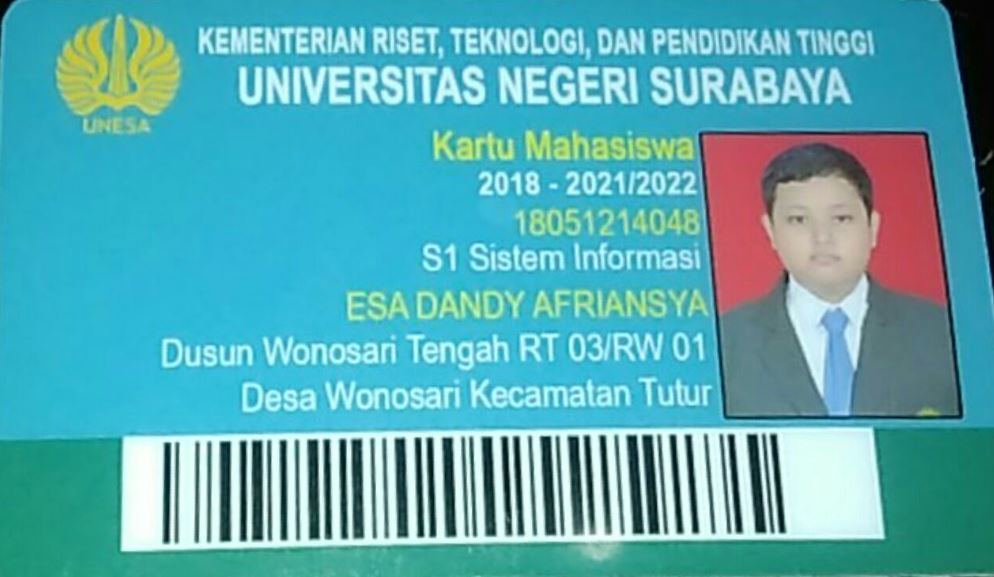 KEMENTERIAN RISET, TEKNOLOGI, DAN PENDIDIKAN TINGGI
UNIVERSITAS NEGERI SURABAYA
UNESA
Kartu Mahasiswa
2018 - 2021/2022
18051214048
S1 Sistem Informasi
ESA DANDY AFRIANSYA
Dusun Wonosari Tengah RT 03/RW 01
Desa Wonosari Kecamatan Tutur